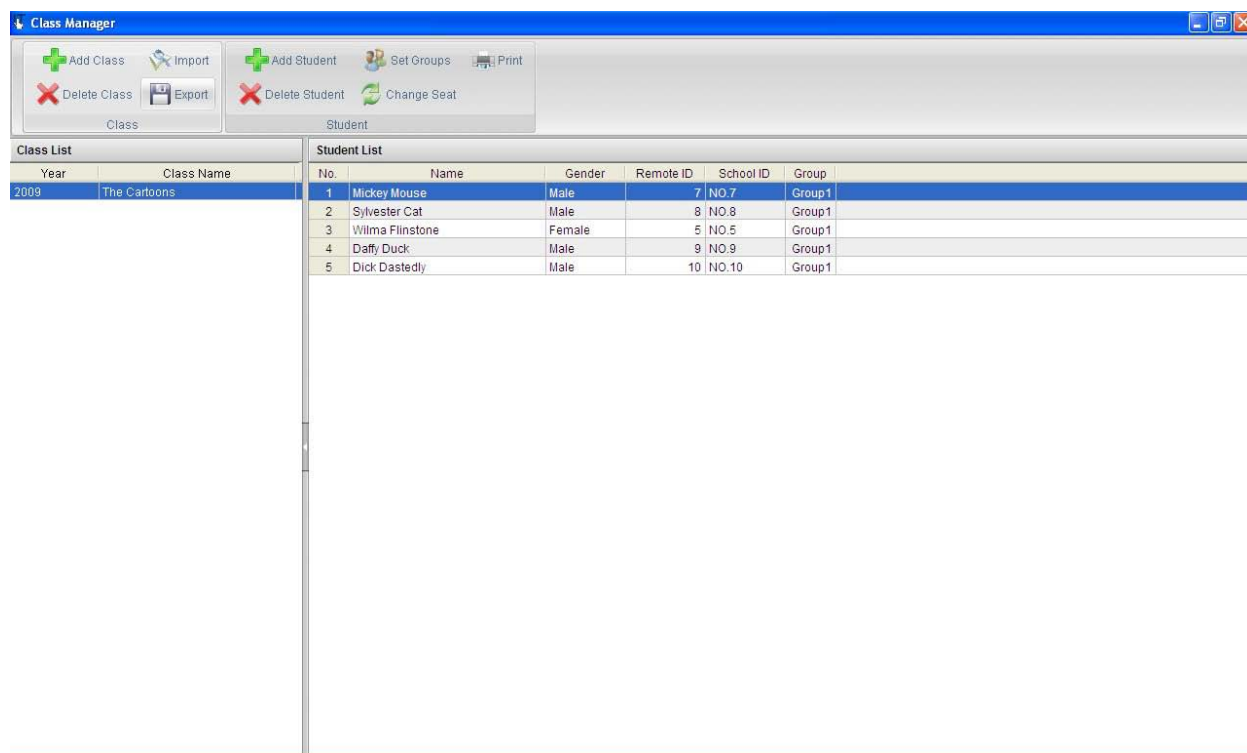 Class Manager
Add Class Import Add Student Set Groups Print
Delete Class Export Delete Student Change Seat
Class Student
Class List Student List
Year Class Name No. Name Gender Remote ID School ID Group
2009 The Cartoons 1 Mickey Mouse Male 7 NO.7 Group1
2 Sylvester Cat Male 8 NO.8 Group1
3 Wilma Flinstone Female 5 NO.5 Group1
4 Daffy Duck Male 9 NO.9 Group1
5 Dick Dastedly Male 10 NO.10 Group1